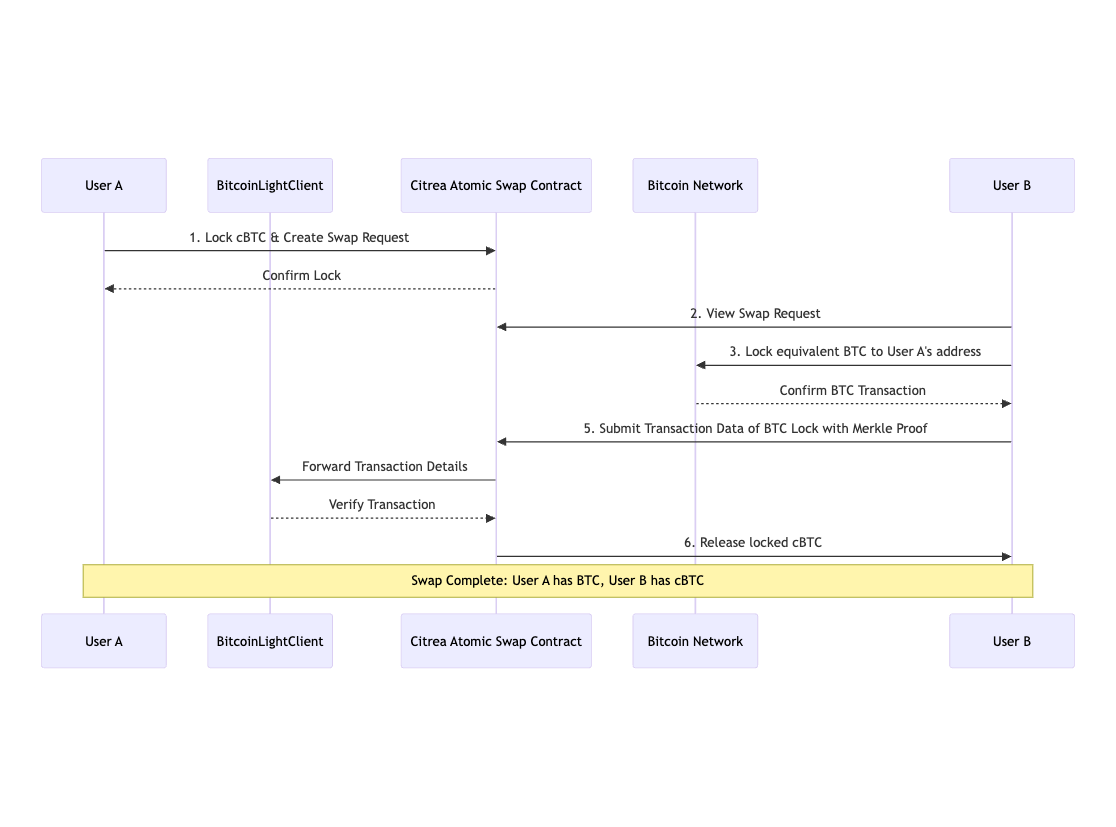 User A
BitcoinLightClient
Citrea Atomic Swap Contract
Bitcoin Network
User B
1. Lock cBTC & Create Swap Request
Confirm Lock
2. View Swap Request
3. Lock equivalent BTC to User A's address
Confirm BTC Transaction
5. Submit Transaction Data of BTC Lock with Merkle Proof
Forward Transaction Details
Verify Transaction
6. Release locked cBTC
Swap Complete: User A has BTC, User B has cBTC
User A
BitcoinLightClient
Citrea Atomic Swap Contract
Bitcoin Network
User B